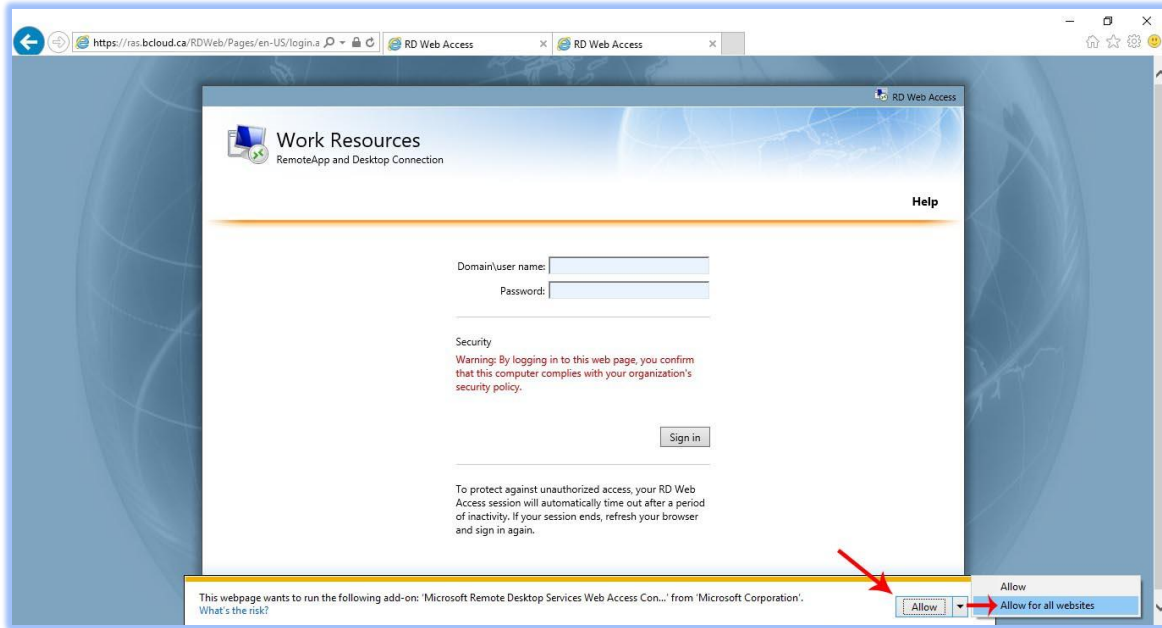 https://ras.bcloud.ca/RDWeb/Pages/en-US/login.a
RD Web Access
RD Web Access
RD Web Access
Work Resources
RemoteApp and Desktop Connection
Help
Domain\user name:
Password:
Security
Warning: By logging in to this web page, you confirm
that this computer complies with your organization's
security policy.
Sign in
To protect against unauthorized access, your RD Web
Access session will automatically time out after a period
of inactivity. If your session ends, refresh your browser
and sign in again.
This webpage wants to run the following add-on: 'Microsoft Remote Desktop Services Web Access Con...' from 'Microsoft Corporation'.
What's the risk?
Allow
Allow
Allow for all websites